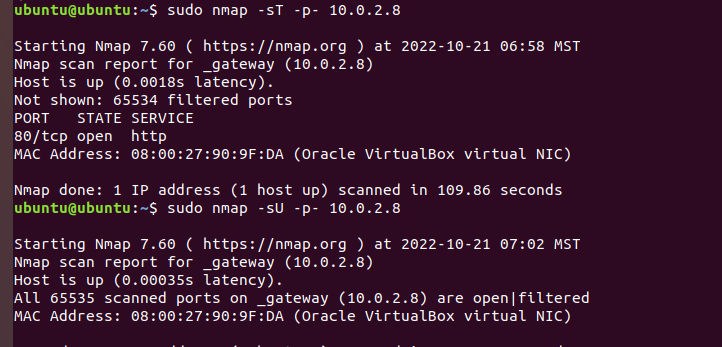 ubuntu@ubuntu:~$ sudo nmap -sT -p- 10.0.2.8
Starting Nmap 7.60 ( https://nmap.org ) at 2022-10-21 06:58 MST
Nmap scan report for _gateway (10.0.2.8)
Host is up (0.0018s latency).
Not shown: 65534 filtered ports
PORT   STATE SERVICE
80/tcp open  http
MAC Address: 08:00:27:90:9F:DA (Oracle VirtualBox virtual NIC)
Nmap done: 1 IP address (1 host up) scanned in 109.86 seconds
ubuntu@ubuntu:~$ sudo nmap -sU -p- 10.0.2.8
Starting Nmap 7.60 ( https://nmap.org ) at 2022-10-21 07:02 MST
Nmap scan report for _gateway (10.0.2.8)
Host is up (0.00035s latency).
All 65535 scanned ports on _gateway (10.0.2.8) are open|filtered
MAC Address: 08:00:27:90:9F:DA (Oracle VirtualBox virtual NIC)